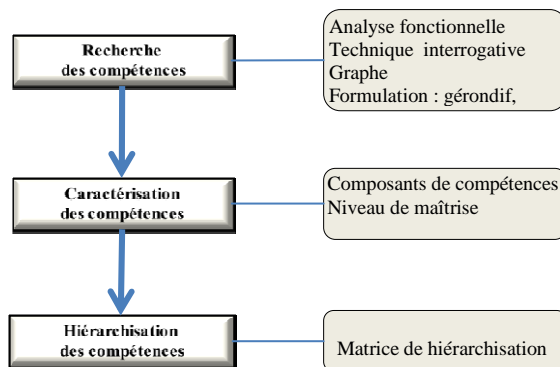 Recherche
des compétences
Analyse fonctionnelle
Technique interrogative
Graphe
Formulation : gérondif,
Caractérisation
des compétences
Composants de compétences
Niveau de maîtrise
Hiérarchisation
des compétences
Matrice de hiérarchisation